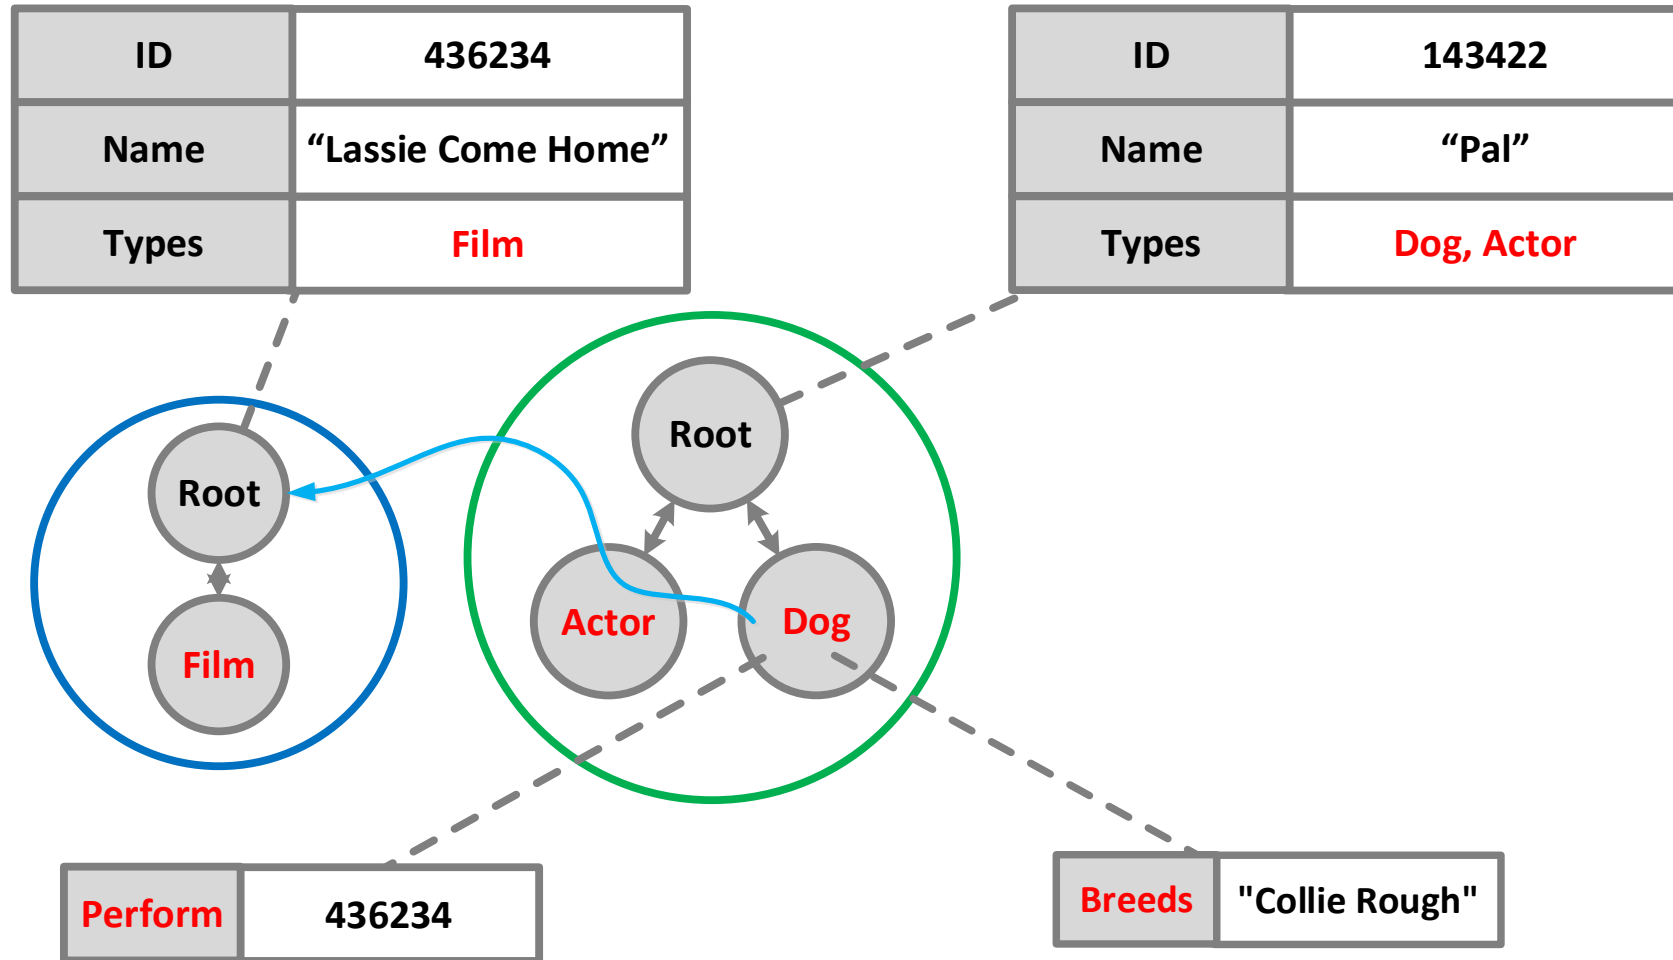 ID 436234
Name “Lassie Come Home”
Types Film
ID 143422
Name “Pal”
Types Dog, Actor
Root
Film
Root
Actor
Dog
Perform 436234
Breeds "Collie Rough"